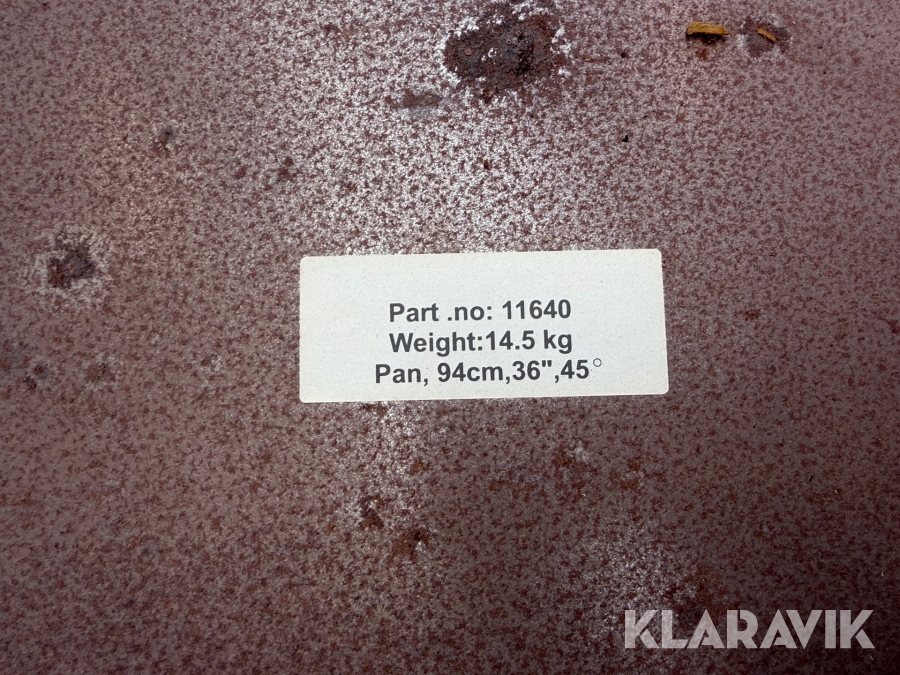 Part .no: 11640
Weight:14.5 kg
Pan, 94cm,36",45°
KLARAVIK